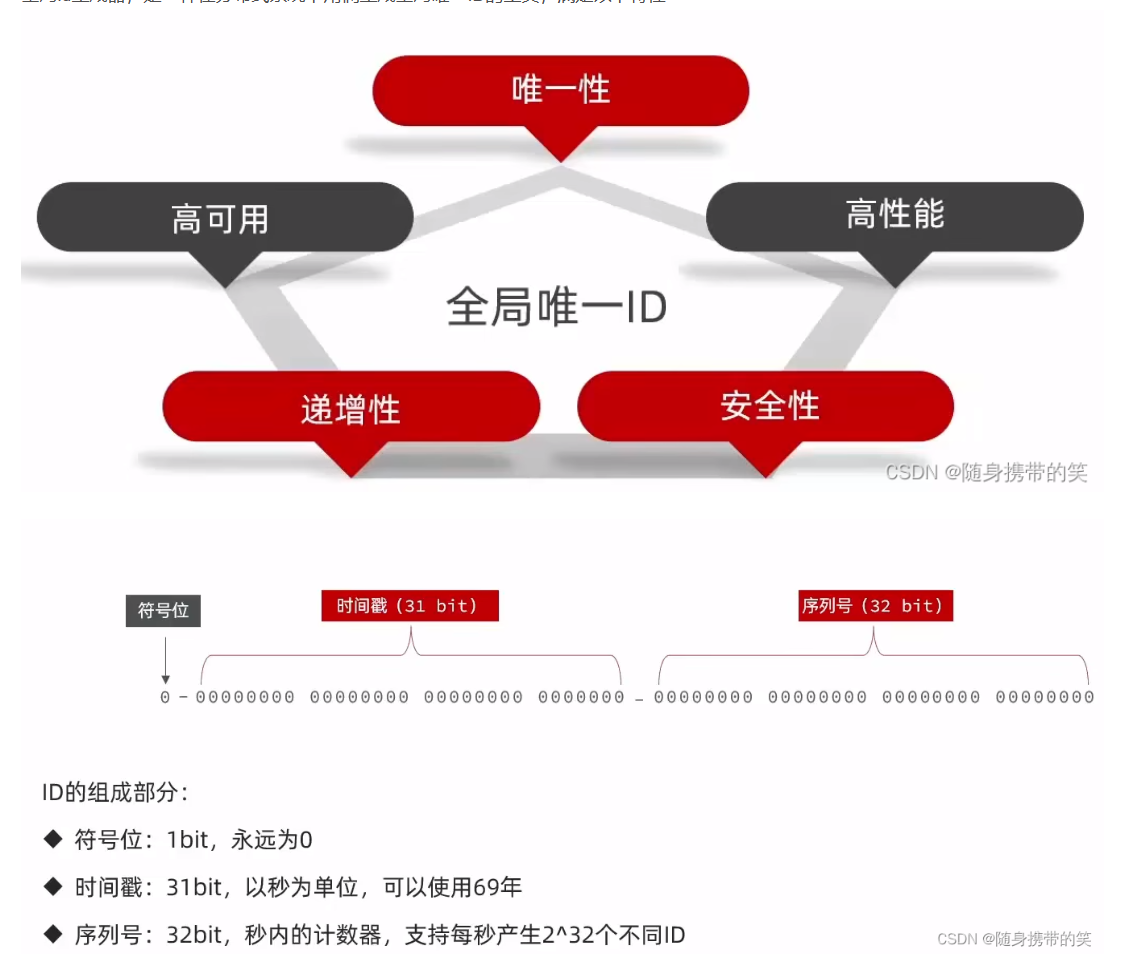 唯一性
高可用
高性能
全局唯一ID
递增性
安全性
CSDN @随身携带的笑
符号位
时间戳（31 bit）
序列号（32 bit）
0 - 00000000 00000000 00000000 0000000 - 00000000 00000000 00000000 00000000
ID的组成部分：
◆ 符号位：1bit，永远为0
◆ 时间戳：31bit，以秒为单位，可以使用69年
◆ 序列号：32bit，秒内的计数器，支持每秒产生2^32个不同ID
CSDN @随身携带的笑